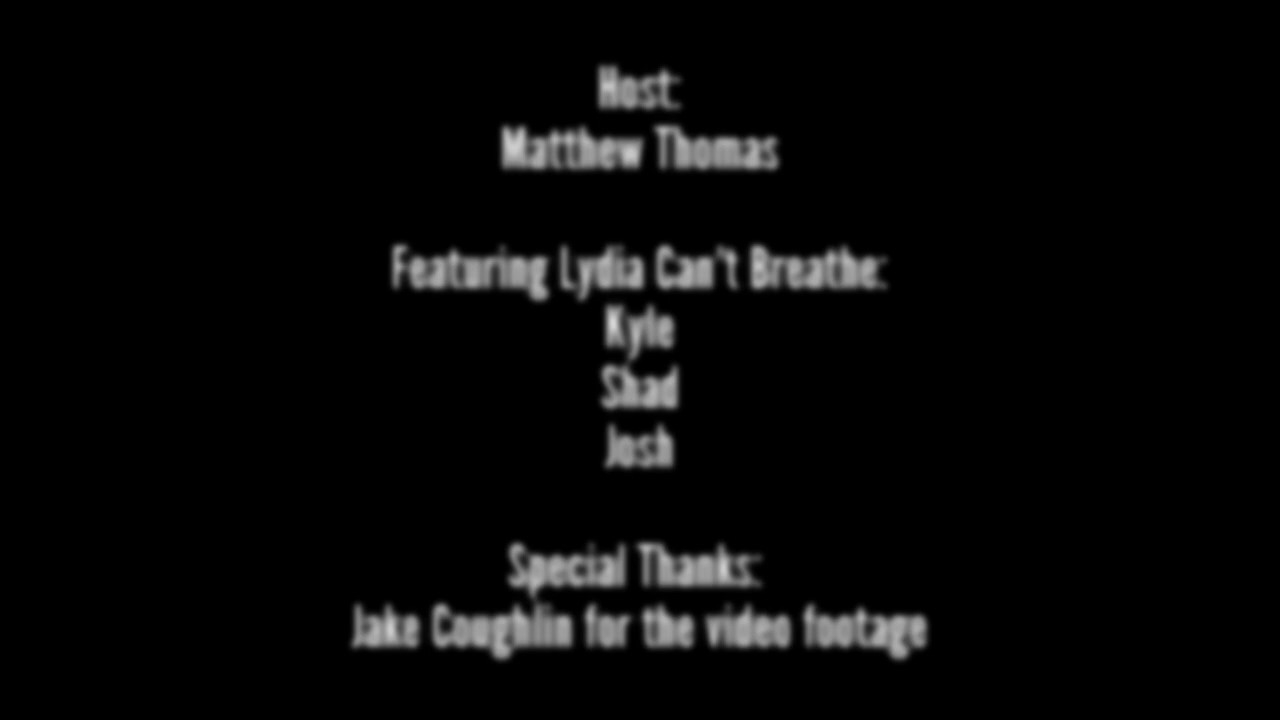 Host:
Matthew Thomas
Featuring Lydia Can't Breathe:
Kyle
Shad
Josh
Special Thanks:
Jake Coughlin for the video footage